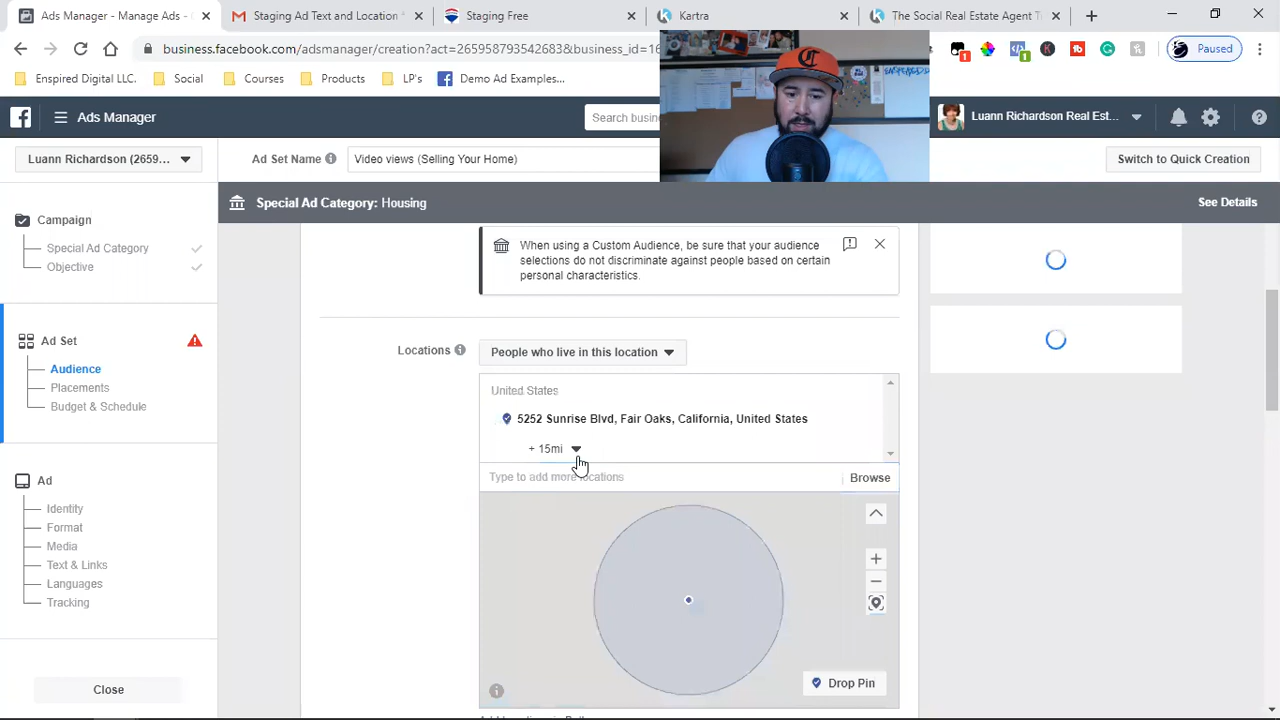 Ads Manager - Manage Ads -
Staging Ad Text and Location
Staging Free
Kartra
The Social Real Estate Agent T
business.facebook.com/adsmanager/creation?act=265958793542683&business_id=16
1
1
Paused
Enspired Digital LLC.
Social
Courses
Products
LP's
Demo Ad Examples...
Ads Manager
Search busin
Luann Richardson Real Est...
Luann Richardson (2659...
Ad Set Name
Video views (Selling Your Home)
Switch to Quick Creation
Special Ad Category: Housing
See Details
Campaign
Special Ad Category
Objective
When using a Custom Audience, be sure that your audience
selections do not discriminate against people based on certain
personal characteristics.
Ad Set
Audience
Placements
Budget & Schedule
Locations
People who live in this location
United States
5252 Sunrise Blvd, Fair Oaks, California, United States
+ 15mi
Type to add more locations
Browse
Ad
Identity
Format
Media
Text & Links
Languages
Tracking
Drop Pin
Close